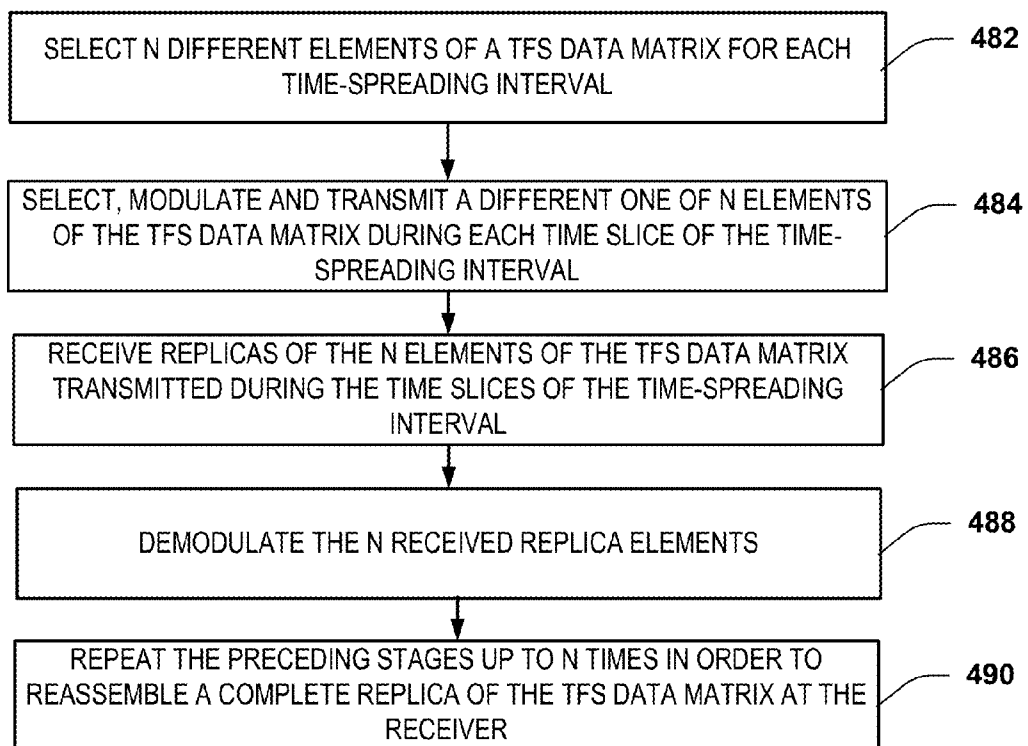 SELECT N DIFFERENT ELEMENTS OF A TFS DATA MATRIX FOR EACH
TIME-SPREADING INTERVAL
482
SELECT, MODULATE AND TRANSMIT A DIFFERENT ONE OF N ELEMENTS
OF THE TFS DATA MATRIX DURING EACH TIME SLICE OF THE TIME-
SPREADING INTERVAL
484
RECEIVE REPLICAS OF THE N ELEMENTS OF THE TFS DATA MATRIX
TRANSMITTED DURING THE TIME SLICES OF THE TIME-SPREADING
INTERVAL
486
DEMODULATE THE N RECEIVED REPLICA ELEMENTS
488
REPEAT THE PRECEDING STAGES UP TO N TIMES IN ORDER TO
REASSEMBLE A COMPLETE REPLICA OF THE TFS DATA MATRIX AT THE
RECEIVER
490